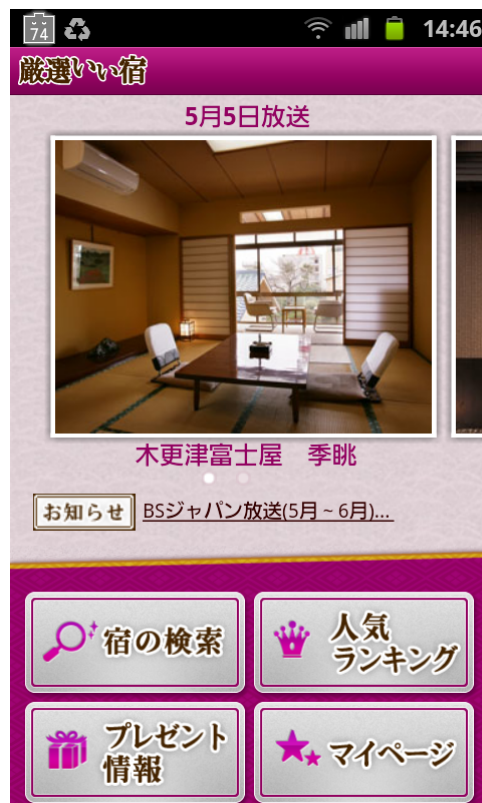 74
14:46
厳選いい宿
5月5日放送
木更津富士屋 季眺
お知らせ BSジャパン放送(5月～6月)...
宿の検索
人気
ランキング
プレゼント
情報
マイページ